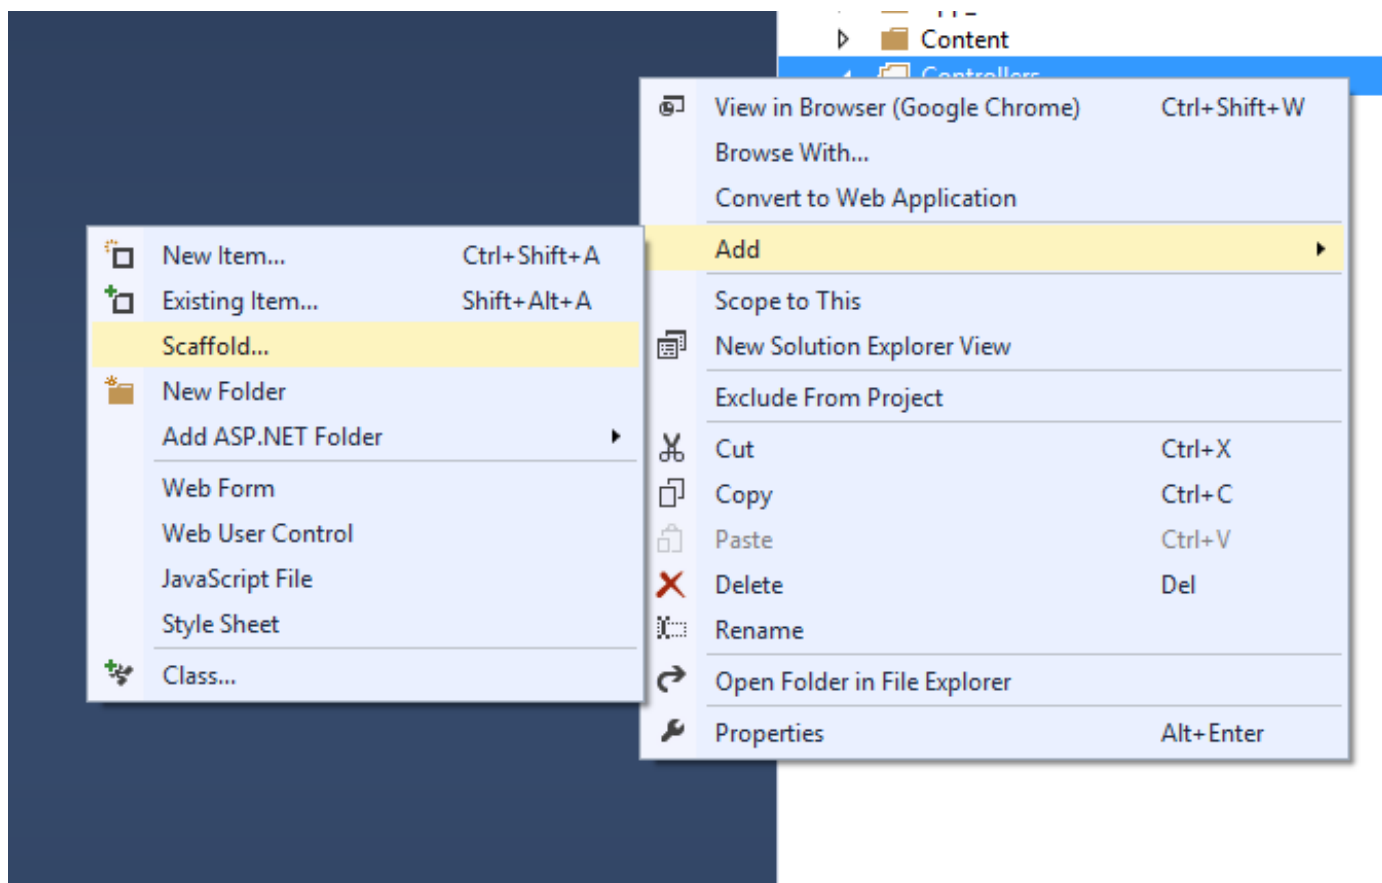 Content
Controllers
View in Browser (Google Chrome) Ctrl+Shift+W
Browse With...
Convert to Web Application
Add
Scope to This
New Solution Explorer View
Exclude From Project
Cut Ctrl+X
Copy Ctrl+C
Paste Ctrl+V
Delete Del
Rename
Open Folder in File Explorer
Properties Alt+Enter
New Item... Ctrl+Shift+A
Existing Item... Shift+Alt+A
Scaffold...
New Folder
Add ASP.NET Folder
Web Form
Web User Control
JavaScript File
Style Sheet
Class...